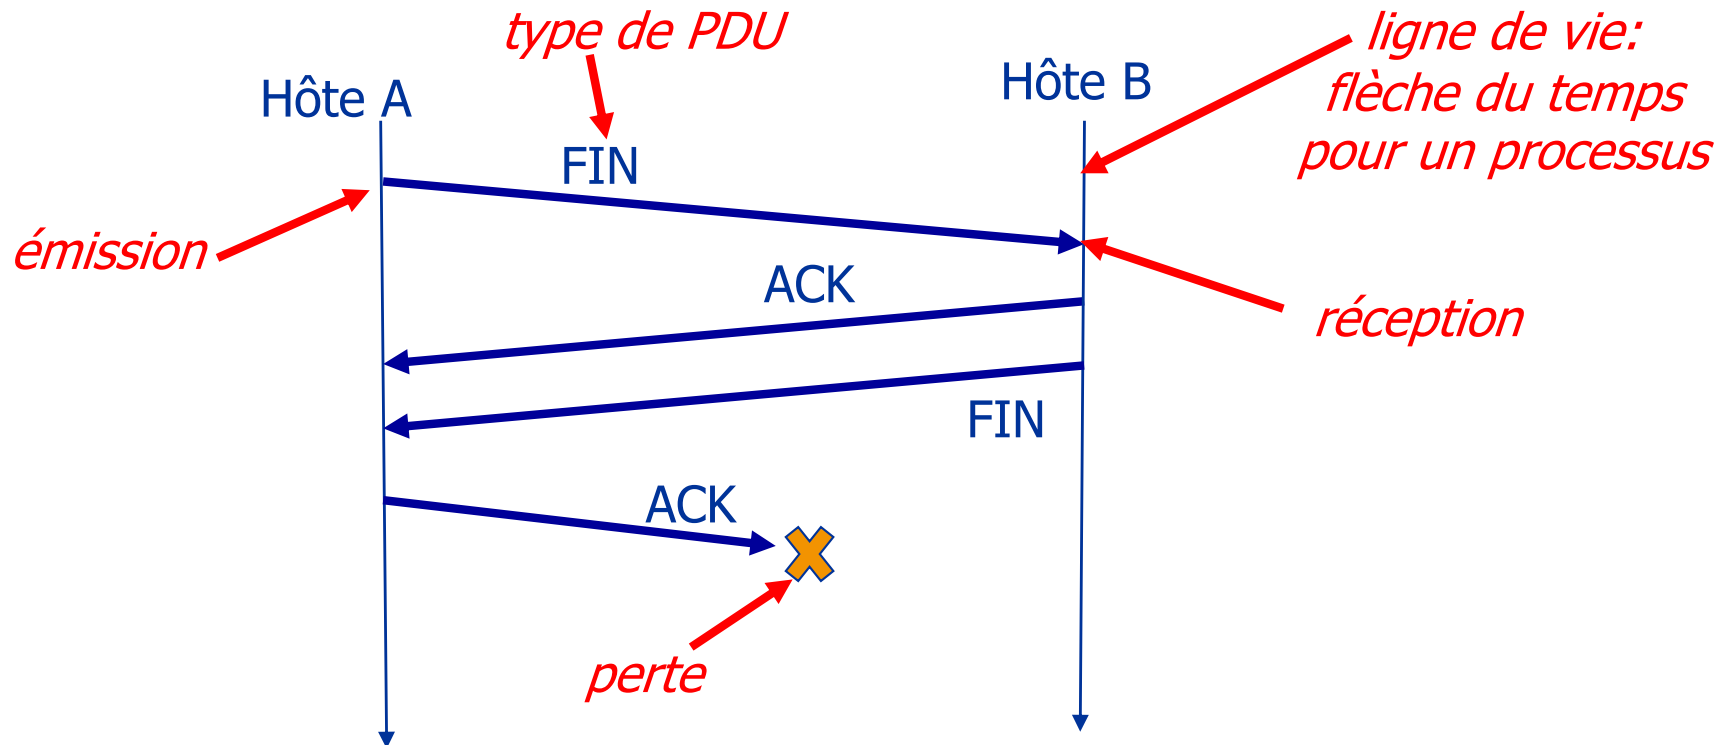 type de PDU
ligne de vie:
flèche du temps
pour un processus
Hôte A
Hôte B
FIN
émission
ACK
réception
FIN
ACK
perte